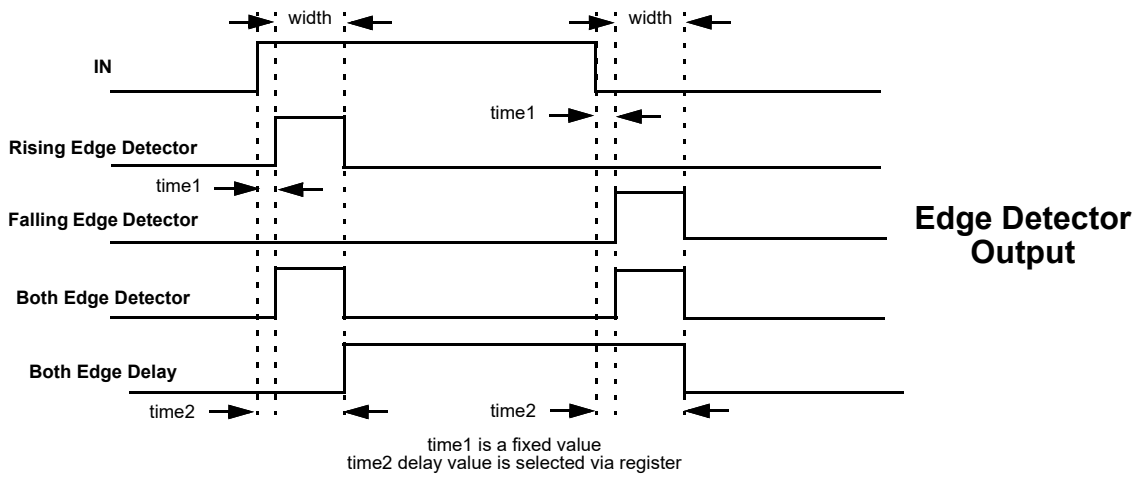 width
width
IN
time1
Rising Edge Detector
time1
Falling Edge Detector
Edge Detector
Output
Both Edge Detector
Both Edge Delay
time2
time2
time1 is a fixed value
time2 delay value is selected via register